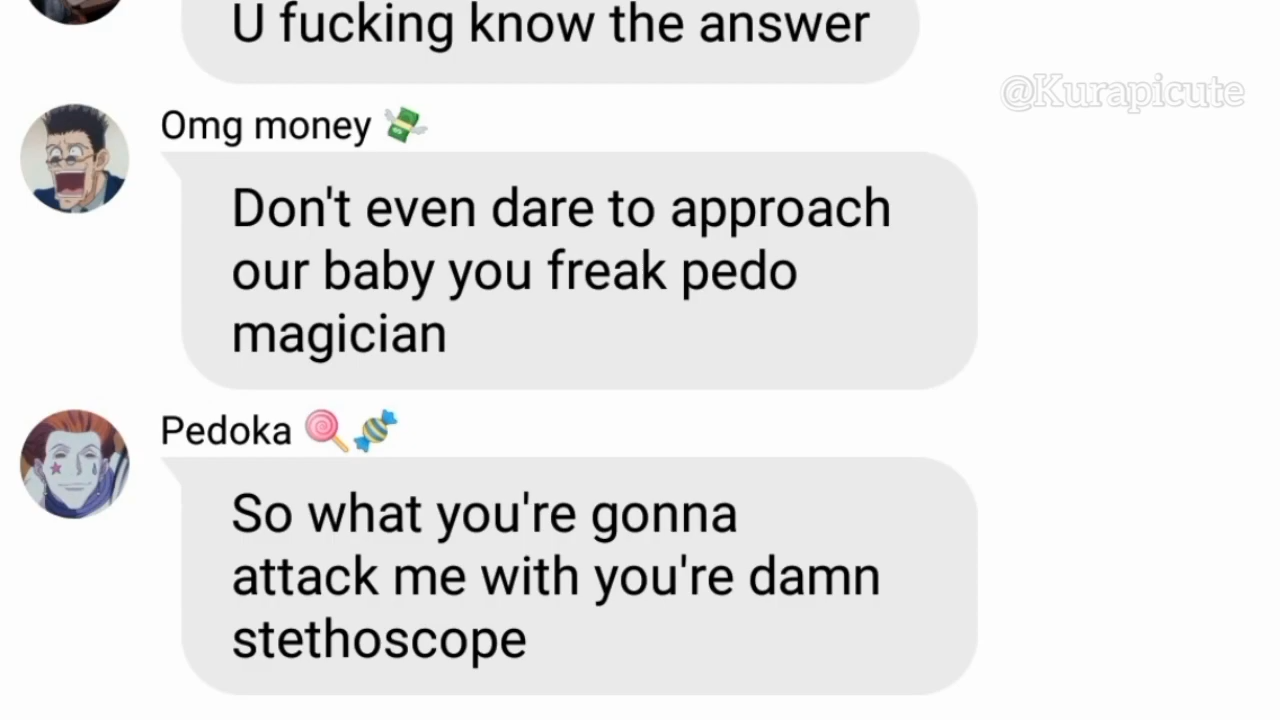 U fucking know the answer
@Kurapicute
Omg money 💸
Don't even dare to approach
our baby you freak pedo
magician
Pedoka 🍭🍬
So what you're gonna
attack me with you're damn
stethoscope